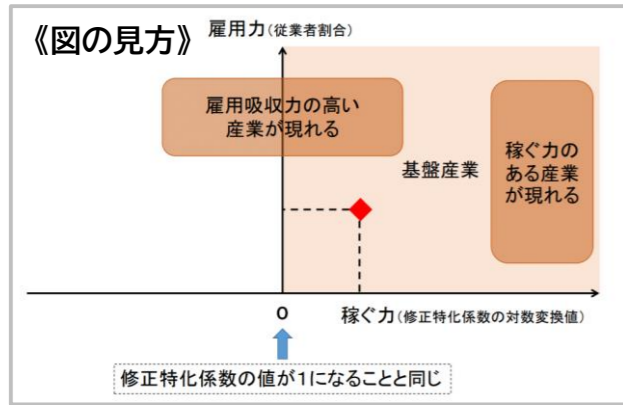 《図の見方》
雇用力(従業者割合)
雇用吸収力の高い
産業が現れる
基盤産業
稼ぐ力の
ある産業
が現れる
0
稼ぐ力(修正特化係数の対数変換値)
修正特化係数の値が1になることと同じ